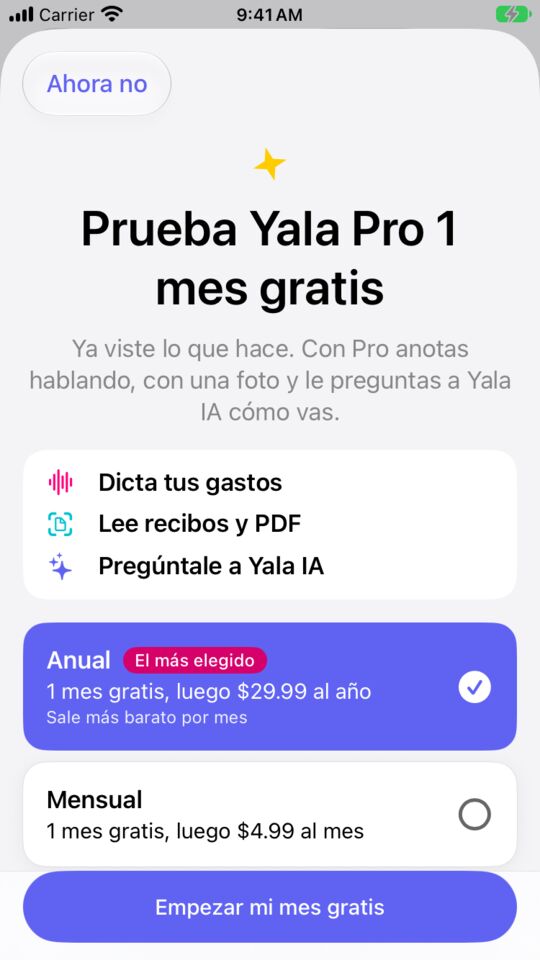 Carrier 9:41 AM
Ahora no
Prueba Yala Pro 1
mes gratis
Ya viste lo que hace. Con Pro anotas
hablando, con una foto y le preguntas a Yala
IA cómo vas.
Dicta tus gastos
Lee recibos y PDF
Pregúntale a Yala IA
Anual El más elegido
1 mes gratis, luego $29.99 al año
Sale más barato por mes
Mensual
1 mes gratis, luego $4.99 al mes
Empezar mi mes gratis